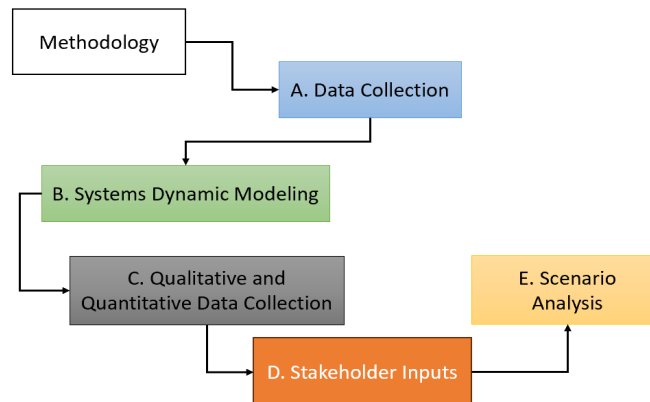 Methodology
A. Data Collection
B. Systems Dynamic Modeling
C. Qualitative and
Quantitative Data Collection
D. Stakeholder Inputs
E. Scenario
Analysis